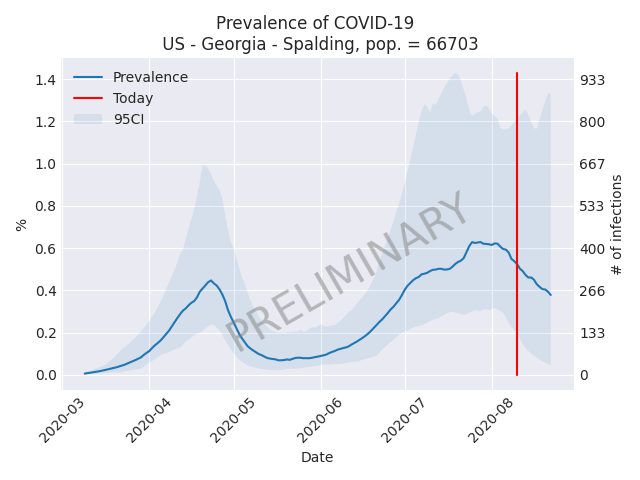 Prevalence of COVID-19
US - Georgia - Spalding, pop. = 66703
Prevalence
Today
95CI
1.4
1.2
1.0
0.8
0.6
0.4
0.2
0.0
%
933
800
667
533
400
266
133
0
# of infections
PRELIMINARY
2020-03
2020-04
2020-05
2020-06
2020-07
2020-08
Date